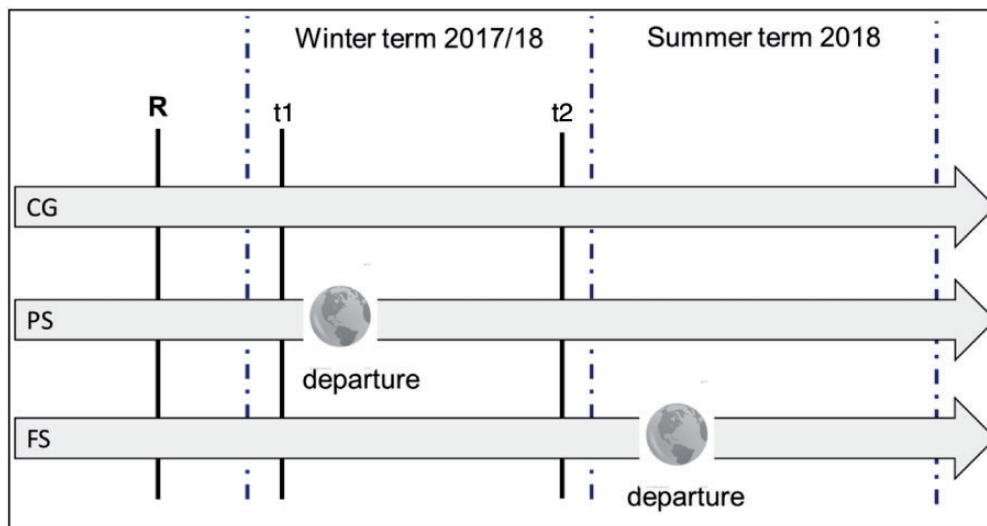 Winter term 2017/18
Summer term 2018
R
t1
t2
CG
PS
departure
FS
departure